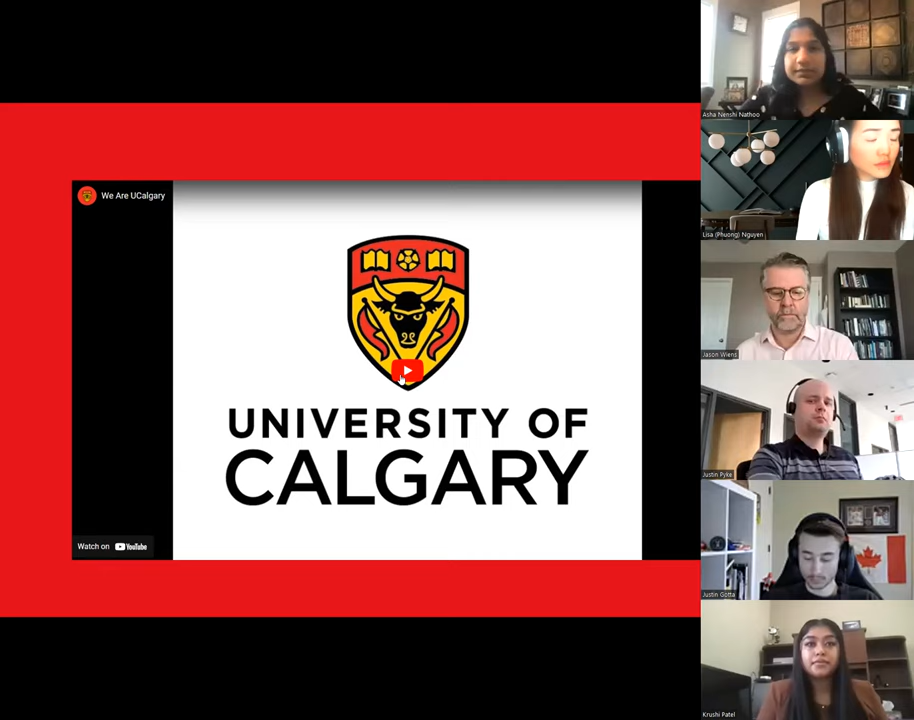 We Are UCalgary
UNIVERSITY OF
CALGARY
Watch on YouTube
Asha Nenshi Nathoo
Lisa (Phuong) Nguyen
Jason Wiens
Justin Pyke
Justin Gotta
Krushi Patel